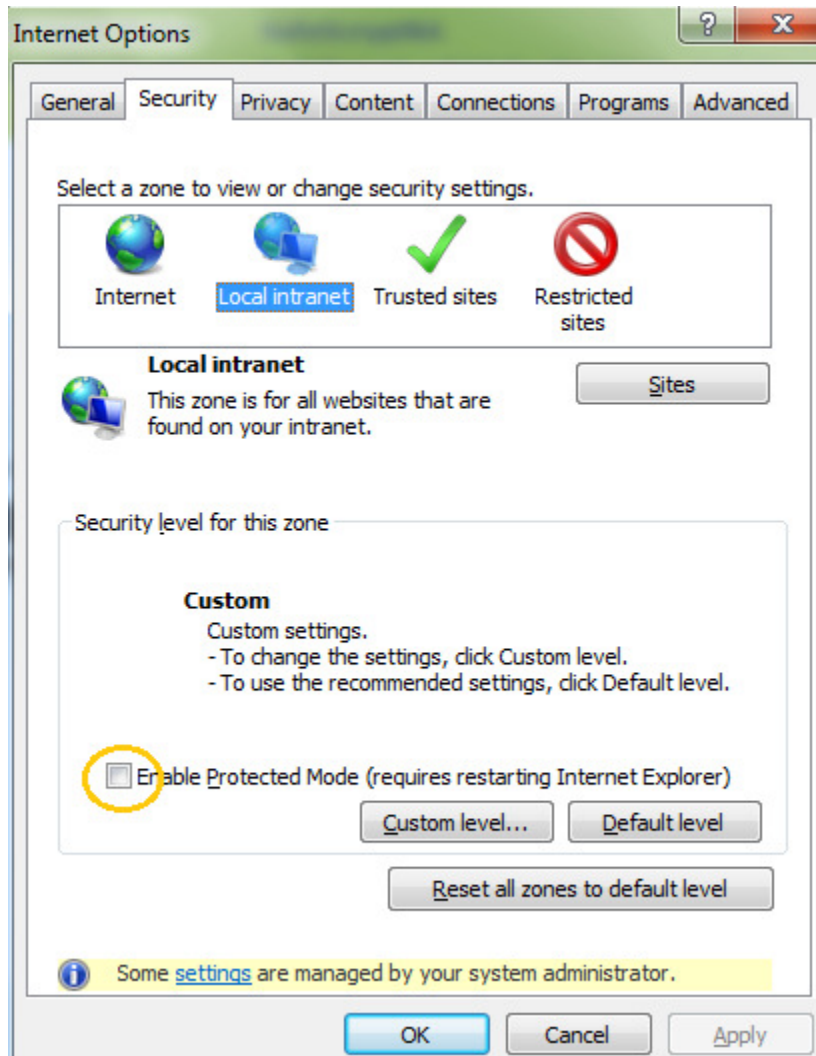 Internet Options
General Security Privacy Content Connections Programs Advanced
Select a zone to view or change security settings.
Internet Local intranet Trusted sites Restricted
sites
Local intranet
Sites
This zone is for all websites that are
found on your intranet.
Security level for this zone
Custom
Custom settings.
- To change the settings, click Custom level.
- To use the recommended settings, click Default level.
Enable Protected Mode (requires restarting Internet Explorer)
Custom level... Default level
Reset all zones to default level
Some settings are managed by your system administrator.
OK Cancel Apply